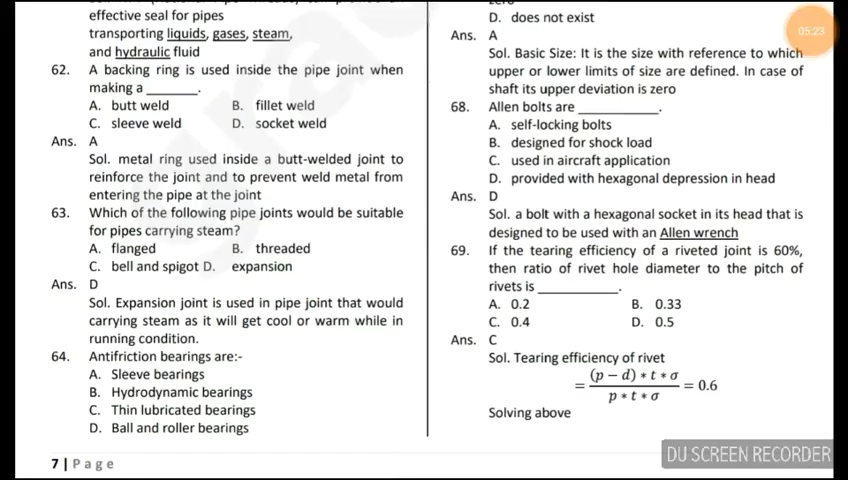 effective seal for pipes
transporting liquids, gases, steam,
and hydraulic fluid
62. A backing ring is used inside the pipe joint when
making a ________.
A. butt weld B. fillet weld
C. sleeve weld D. socket weld
Ans. A
Sol. metal ring used inside a butt-welded joint to
reinforce the joint and to prevent weld metal from
entering the pipe at the joint
63. Which of the following pipe joints would be suitable
for pipes carrying steam?
A. flanged B. threaded
C. bell and spigot D. expansion
Ans. D
Sol. Expansion joint is used in pipe joint that would
carrying steam as it will get cool or warm while in
running condition.
64. Antifriction bearings are:-
A. Sleeve bearings
B. Hydrodynamic bearings
C. Thin lubricated bearings
D. Ball and roller bearings
7 | Page
zero
D. does not exist
Ans. A
Sol. Basic Size: It is the size with reference to which
upper or lower limits of size are defined. In case of
shaft its upper deviation is zero
68. Allen bolts are ____________.
A. self-locking bolts
B. designed for shock load
C. used in aircraft application
D. provided with hexagonal depression in head
Ans. D
Sol. a bolt with a hexagonal socket in its head that is
designed to be used with an Allen wrench
69. If the tearing efficiency of a riveted joint is 60%,
then ratio of rivet hole diameter to the pitch of
rivets is ____________.
A. 0.2 B. 0.33
C. 0.4 D. 0.5
Ans. C
Sol. Tearing efficiency of rivet
= (p − d) ∗ t ∗ σ / p ∗ t ∗ σ = 0.6
Solving above
05:23
DU SCREEN RECORDER